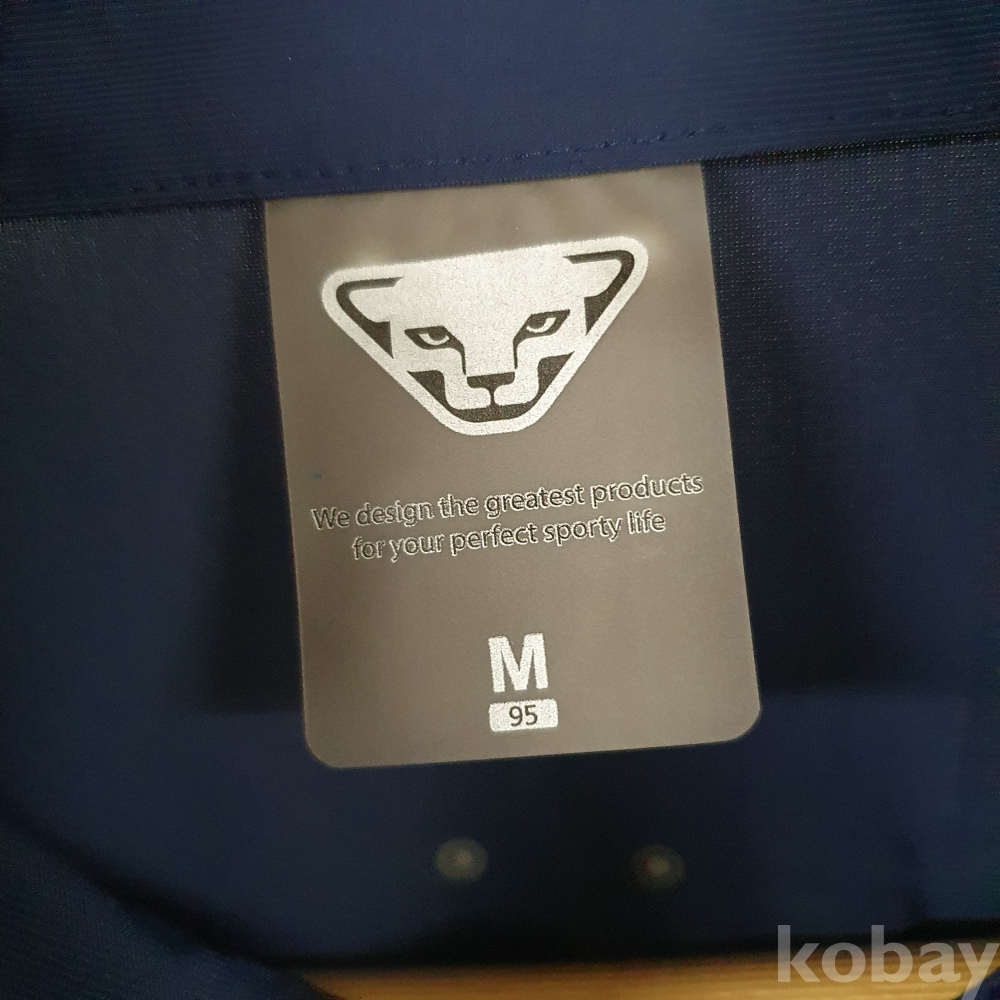 We design the greatest products
for your perfect sporty life
M
95
kobay